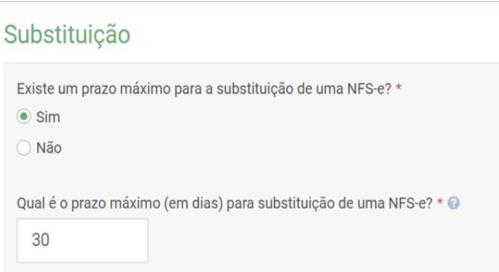 Substituição
Existe um prazo máximo para a substituição de uma NFS-e? *
Sim
Não
Qual é o prazo máximo (em dias) para substituição de uma NFS-e? * ?
30